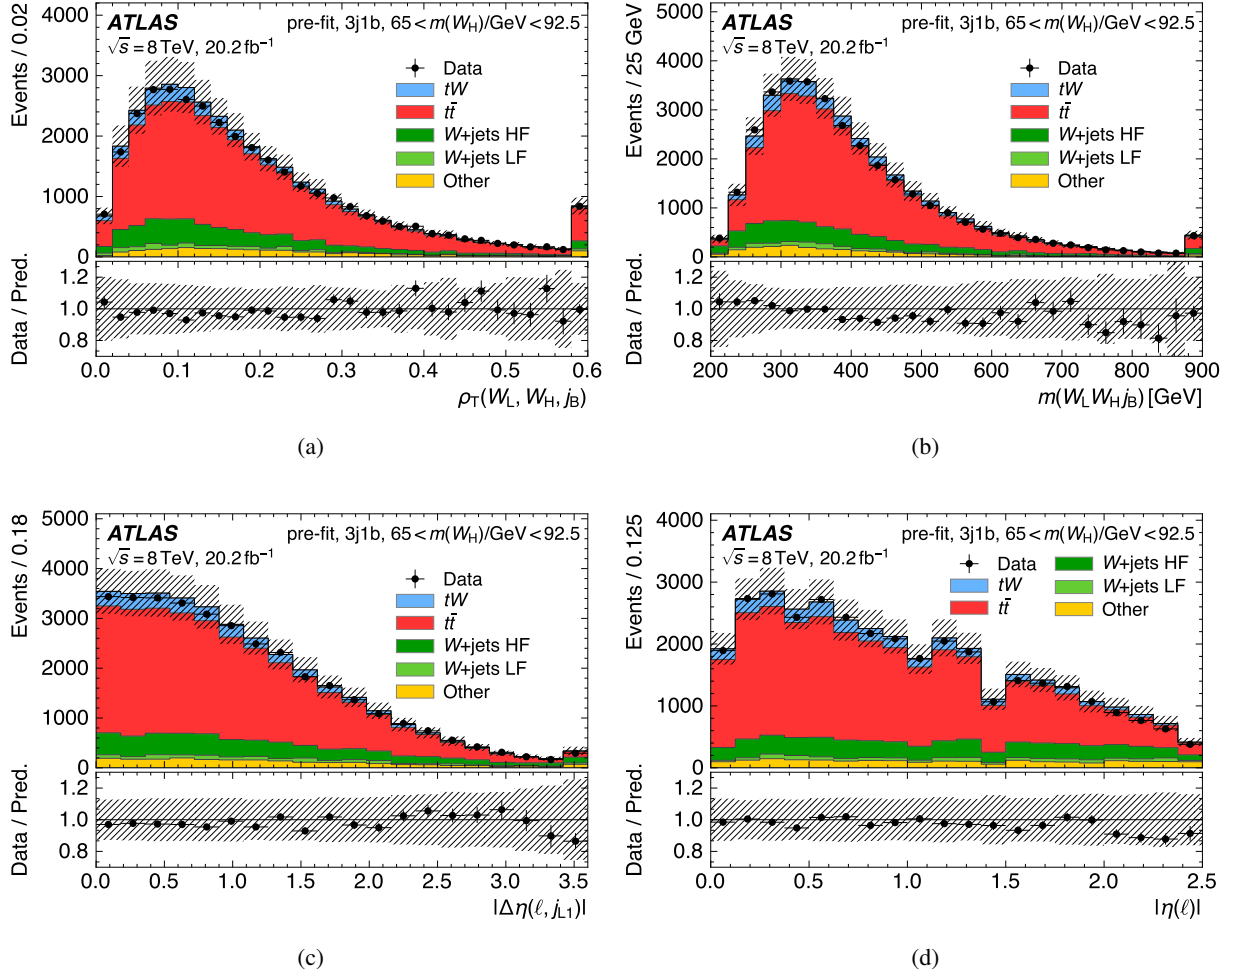 ATLAS
pre-fit, 3j1b, 65 < m(W_H)/GeV < 92.5
√s = 8 TeV, 20.2 fb⁻¹
Data
tW
tt̄
W+jets HF
W+jets LF
Other
Events / 0.02
4000
3000
2000
1000
0
Data / Pred.
1.2
1.0
0.8
0.0 0.1 0.2 0.3 0.4 0.5 0.6
ρ_T(W_L, W_H, j_B)
(a)
ATLAS
pre-fit, 3j1b, 65 < m(W_H)/GeV < 92.5
√s = 8 TeV, 20.2 fb⁻¹
Data
tW
tt̄
W+jets HF
W+jets LF
Other
Events / 25 GeV
5000
4000
3000
2000
1000
0
Data / Pred.
1.2
1.0
0.8
200 300 400 500 600 700 800 900
m(W_L W_H j_B) [GeV]
(b)
ATLAS
pre-fit, 3j1b, 65 < m(W_H)/GeV < 92.5
√s = 8 TeV, 20.2 fb⁻¹
Data
tW
tt̄
W+jets HF
W+jets LF
Other
Events / 0.18
5000
4000
3000
2000
1000
0
Data / Pred.
1.2
1.0
0.8
0.0 0.5 1.0 1.5 2.0 2.5 3.0 3.5
|Δη(ℓ, j_L1)|
(c)
ATLAS
pre-fit, 3j1b, 65 < m(W_H)/GeV < 92.5
√s = 8 TeV, 20.2 fb⁻¹
Data
tW
tt̄
W+jets HF
W+jets LF
Other
Events / 0.125
4000
3000
2000
1000
0
Data / Pred.
1.2
1.0
0.8
0.0 0.5 1.0 1.5 2.0 2.5
|η(ℓ)|
(d)